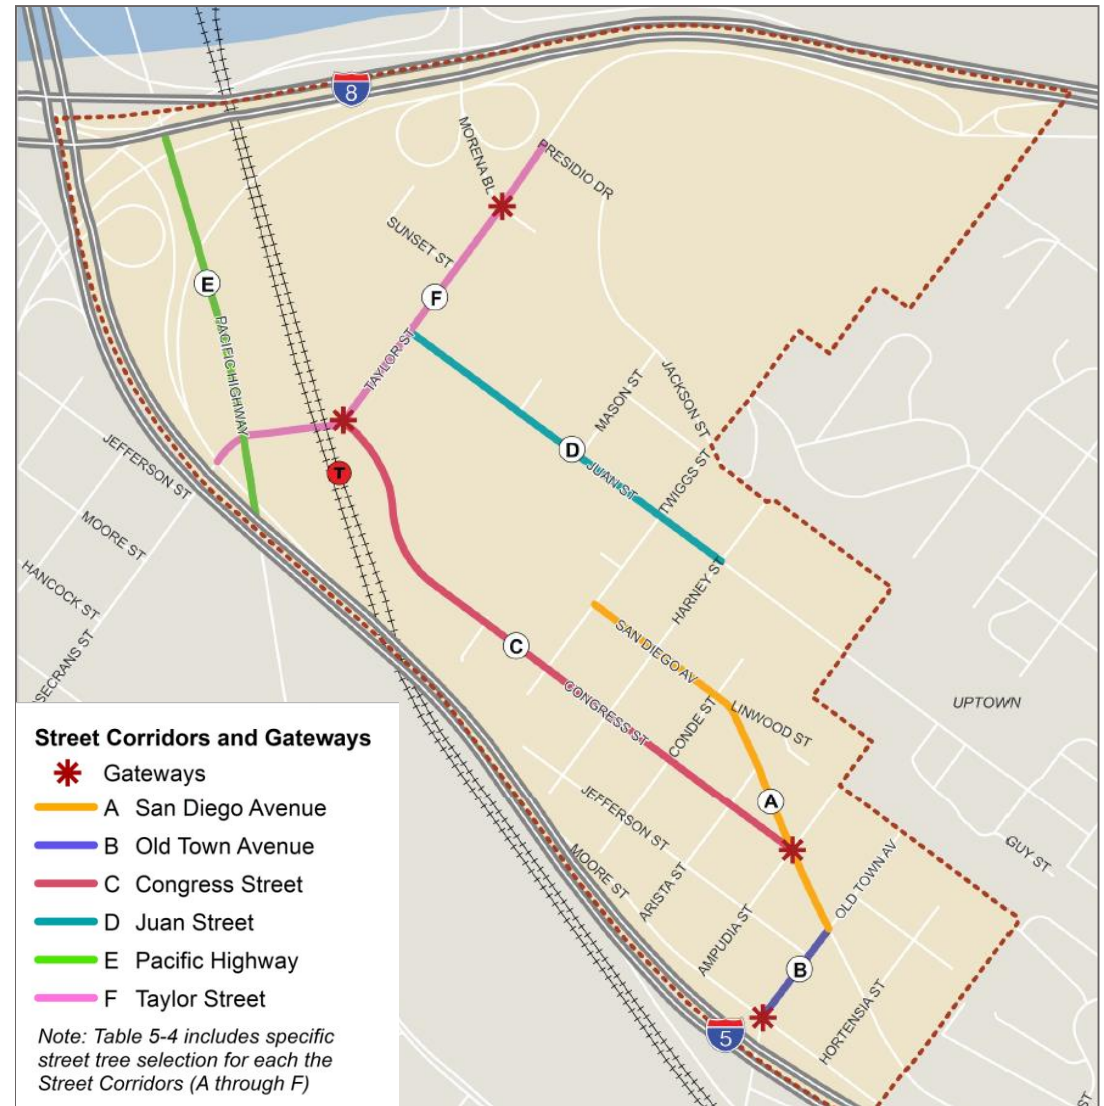 8
MORENA BL
PRESIDIO DR
SUNSET ST
E
F
PACIFIC HIGHWAY
TAYLOR ST
MASON ST
JACKSON ST
JEFFERSON ST
D
JUAN ST
T
TWIGGS ST
MOORE ST
HANCOCK ST
HARNEY ST
SAN DIEGO AV
SECRANS ST
C
CONGRESS ST
CONDE ST
LINWOOD ST
UPTOWN
A
JEFFERSON ST
MOORE ST
ARISTA ST
OLD TOWN AV
GUY ST
AMPUDIA ST
B
HORTENSIA ST
5
ST
Street Corridors and Gateways
Gateways
A San Diego Avenue
B Old Town Avenue
C Congress Street
D Juan Street
E Pacific Highway
F Taylor Street
Note: Table 5-4 includes specific
street tree selection for each the
Street Corridors (A through F)